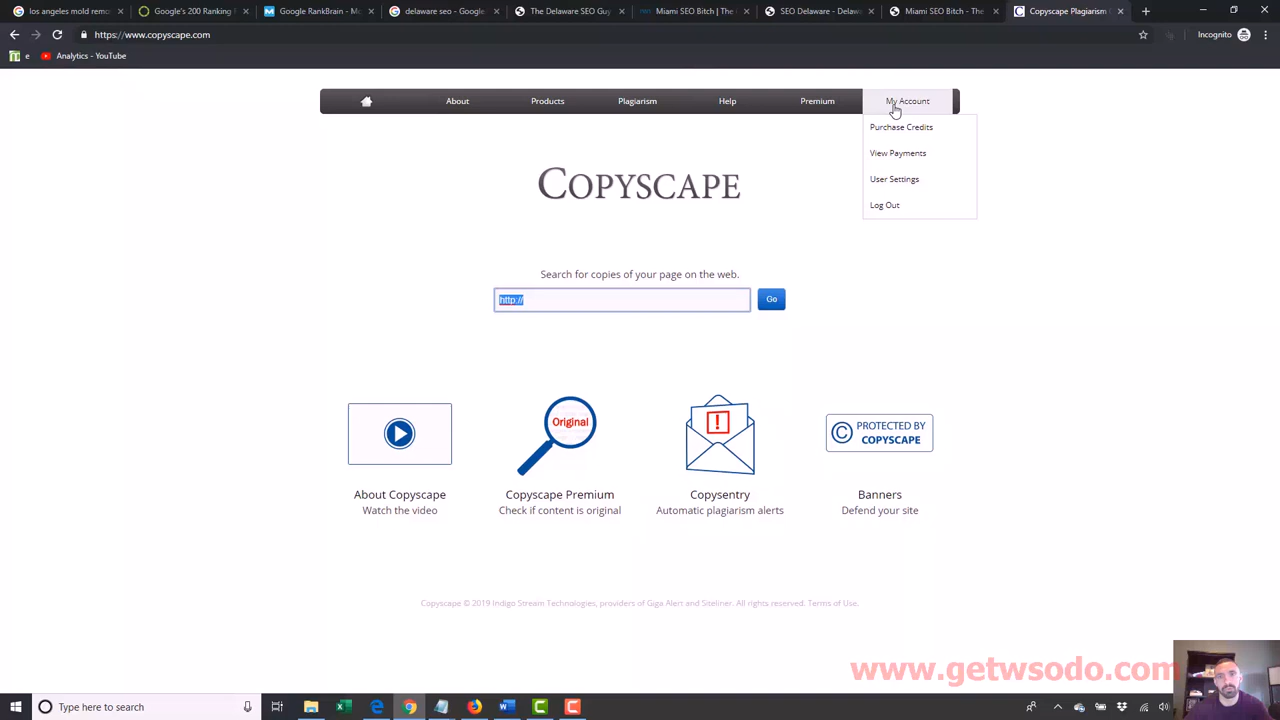 los angeles mold remo
Google's 200 Ranking
Google RankBrain - Mo
delaware seo - Google
The Delaware SEO Guy
Miami SEO Bitch | The
SEO Delaware - Delaw
Miami SEO Bitch - The
Copyscape Plagiarism C
https://www.copyscape.com
Incognito
e
Analytics - YouTube
About
Products
Plagiarism
Help
Premium
My Account
Purchase Credits
View Payments
User Settings
Log Out
COPYSCAPE
Search for copies of your page on the web.
http://
Go
Original
!
© PROTECTED BY
COPYSCAPE
About Copyscape
Copyscape Premium
Copysentry
Banners
Watch the video
Check if content is original
Automatic plagiarism alerts
Defend your site
Copyscape © 2019 Indigo Stream Technologies, providers of Giga Alert and Siteliner. All rights reserved. Terms of Use.
www.getwsodo.com
Type here to search